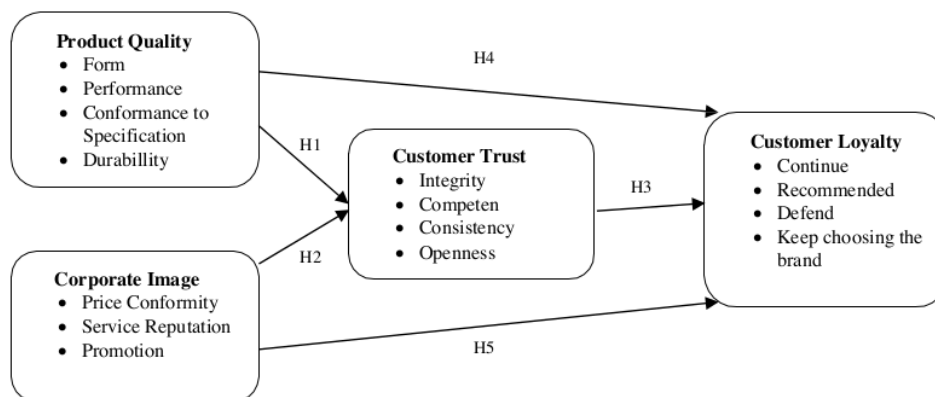 Product Quality
• Form
• Performance
• Conformance to
Specification
• Durabillity
H4
H1
Customer Trust
• Integrity
• Competen
• Consistency
• Openness
H3
Customer Loyalty
• Continue
• Recommended
• Defend
• Keep choosing the
brand
H2
Corporate Image
• Price Conformity
• Service Reputation
• Promotion
H5